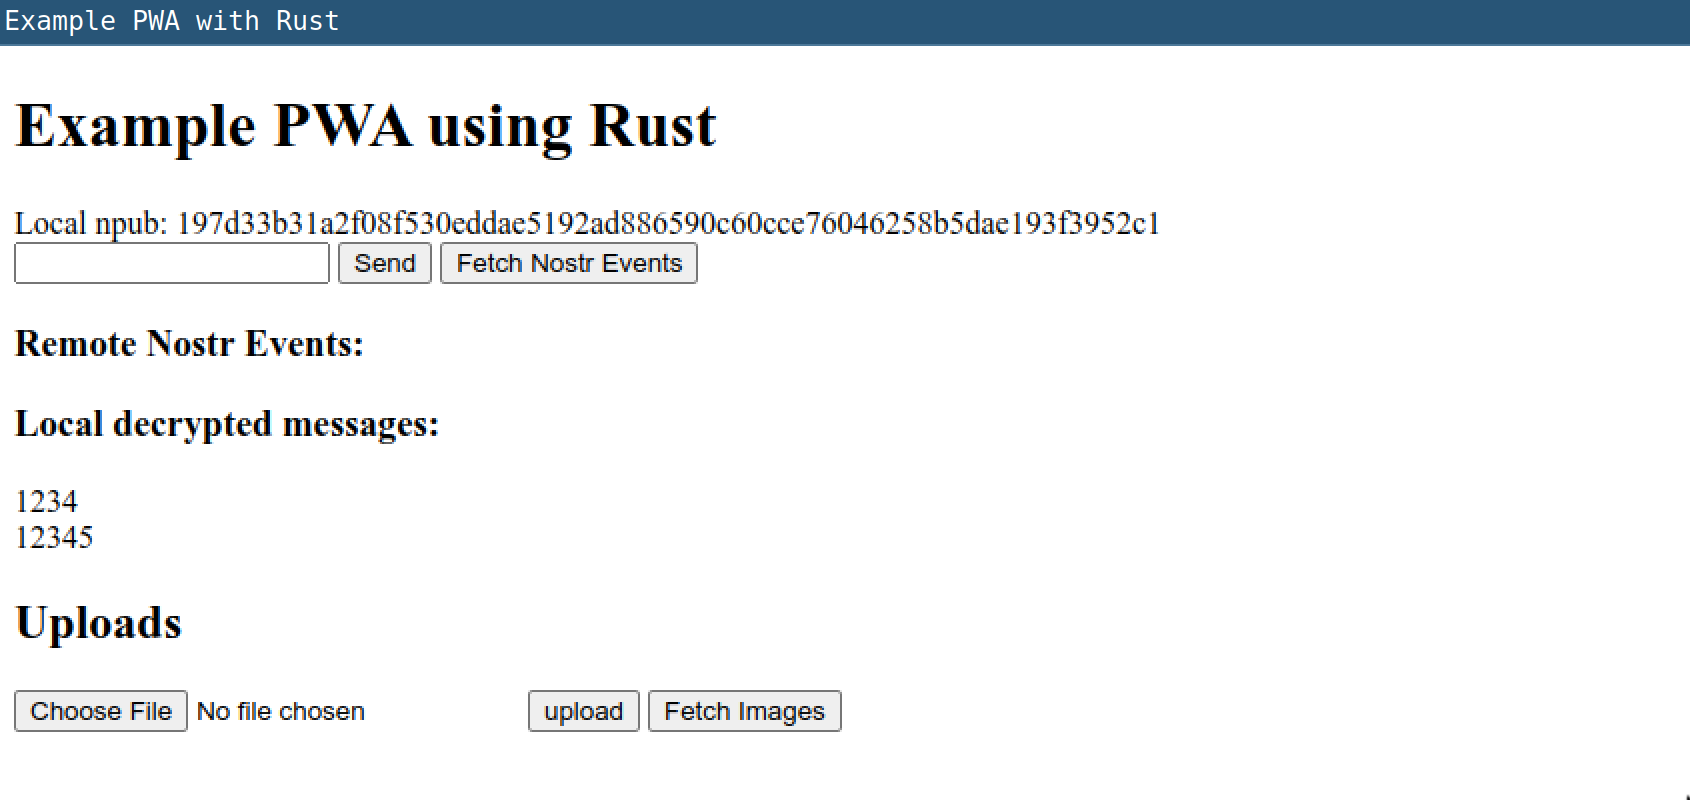 Example PWA with Rust
Example PWA using Rust
Local npub: 197d33b31a2f08f530eddae5192ad886590c60cce76046258b5dae193f3952c1
Send Fetch Nostr Events
Remote Nostr Events:
Local decrypted messages:
1234
12345
Uploads
Choose File No file chosen upload Fetch Images